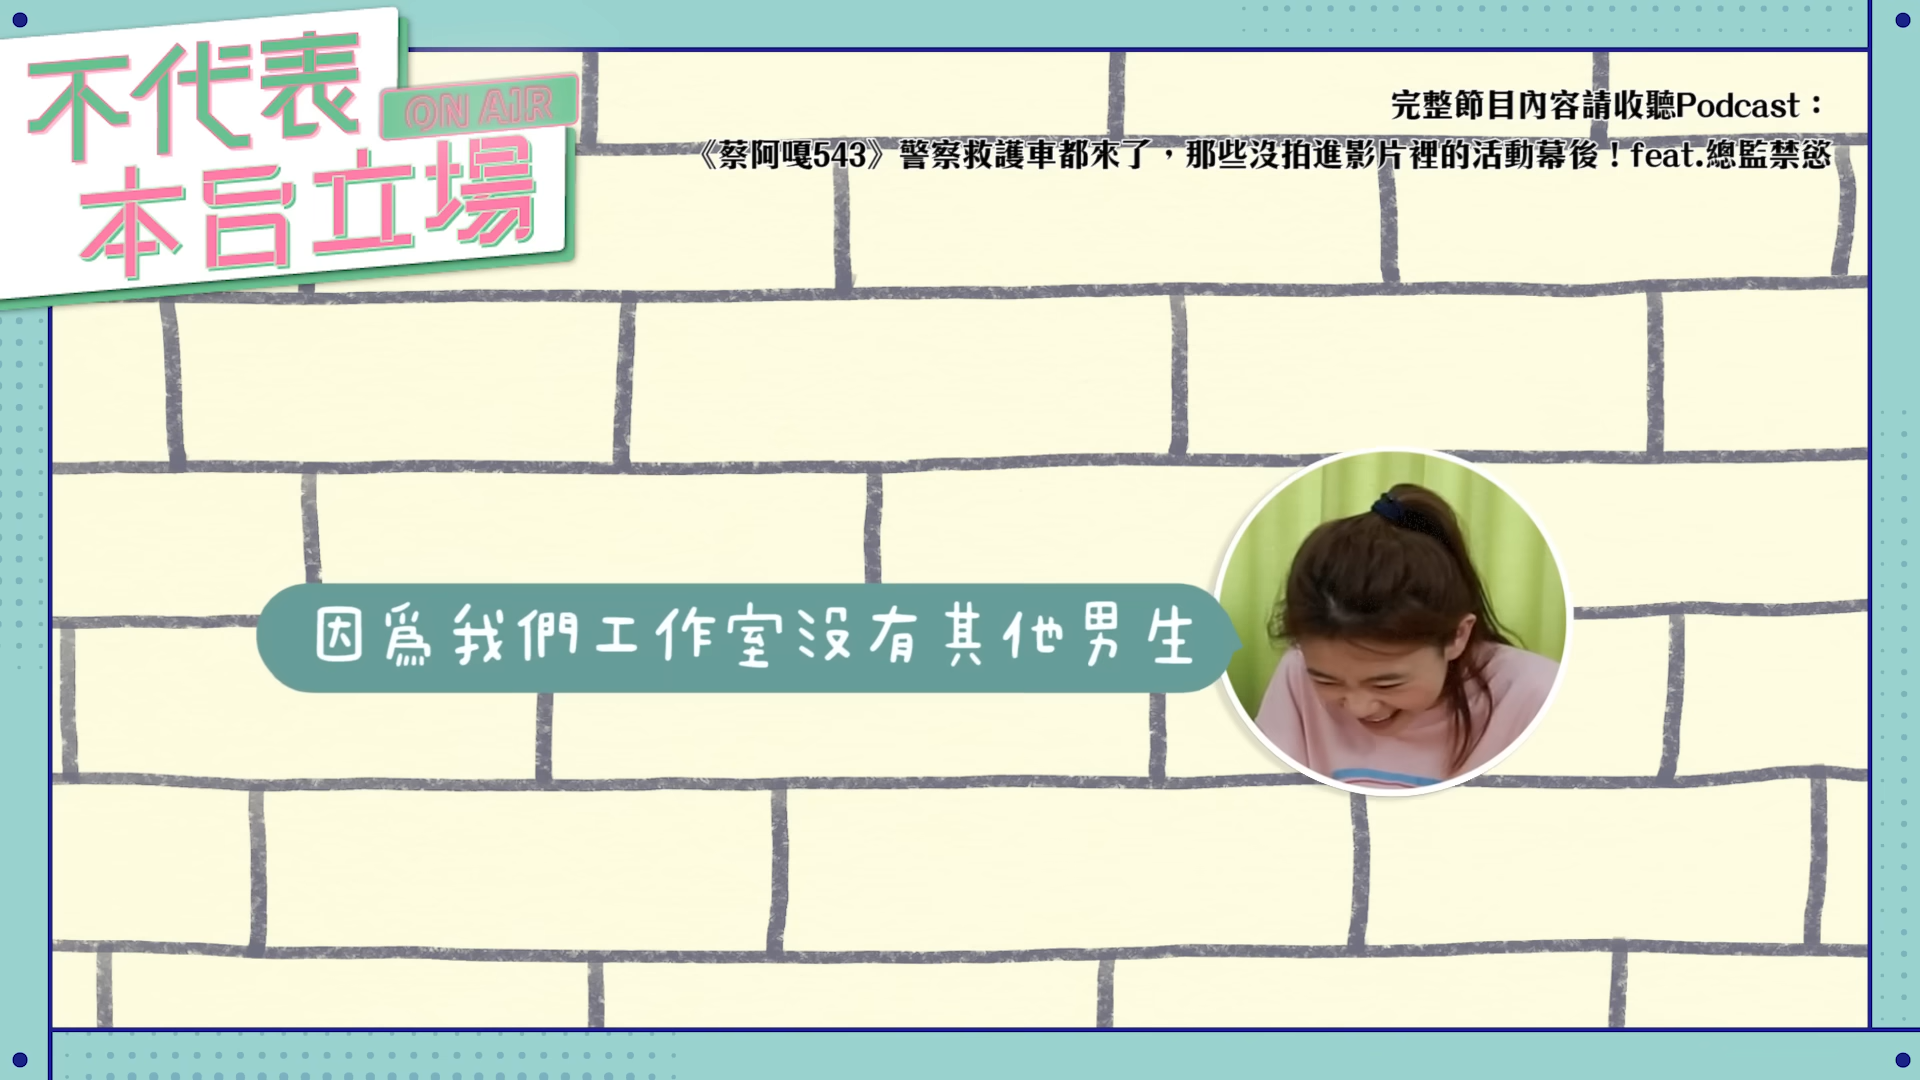 不代表
ON AIR
本台立場
完整節目內容請收聽Podcast：
《蔡阿嘎543》警察救護車都來了，那些沒拍進影片裡的活動幕後！feat.總監禁慾
因為我們工作室沒有其他男生